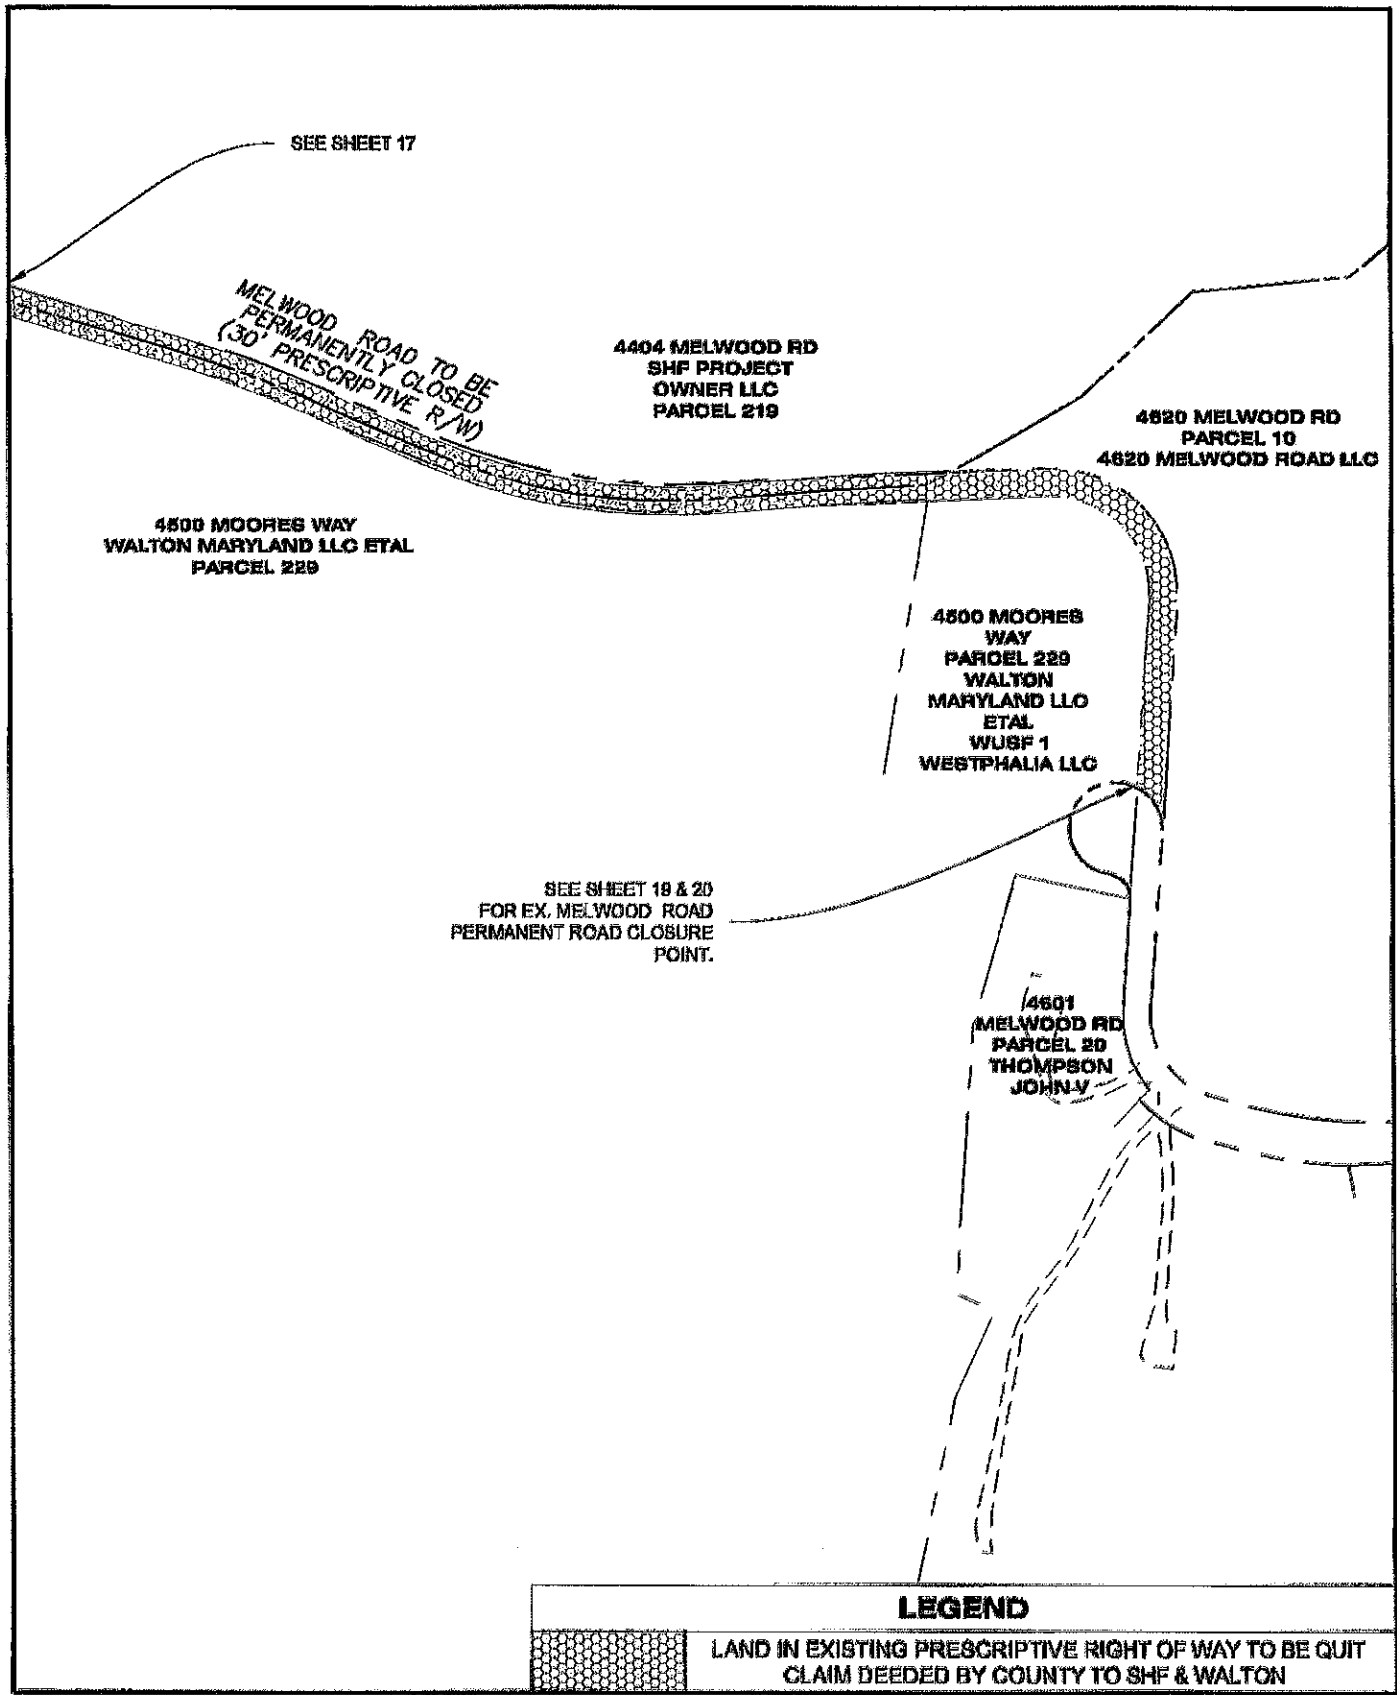 SEE SHEET 17
MELWOOD ROAD TO BE
PERMANENTLY CLOSED
(30' PRESCRIPTIVE R/W)
4404 MELWOOD RD
SHF PROJECT
OWNER LLC
PARCEL 219
4620 MELWOOD RD
PARCEL 10
4620 MELWOOD ROAD LLC
4500 MOORES WAY
WALTON MARYLAND LLC ETAL
PARCEL 229
4500 MOORES
WAY
PARCEL 229
WALTON
MARYLAND LLC
ETAL
WUSF 1
WESTPHALIA LLC
SEE SHEET 19 & 20
FOR EX. MELWOOD ROAD
PERMANENT ROAD CLOSURE
POINT.
4601
MELWOOD RD
PARCEL 20
THOMPSON
JOHN V
LEGEND
LAND IN EXISTING PRESCRIPTIVE RIGHT OF WAY TO BE QUIT
CLAIM DEEDED BY COUNTY TO SHF & WALTON